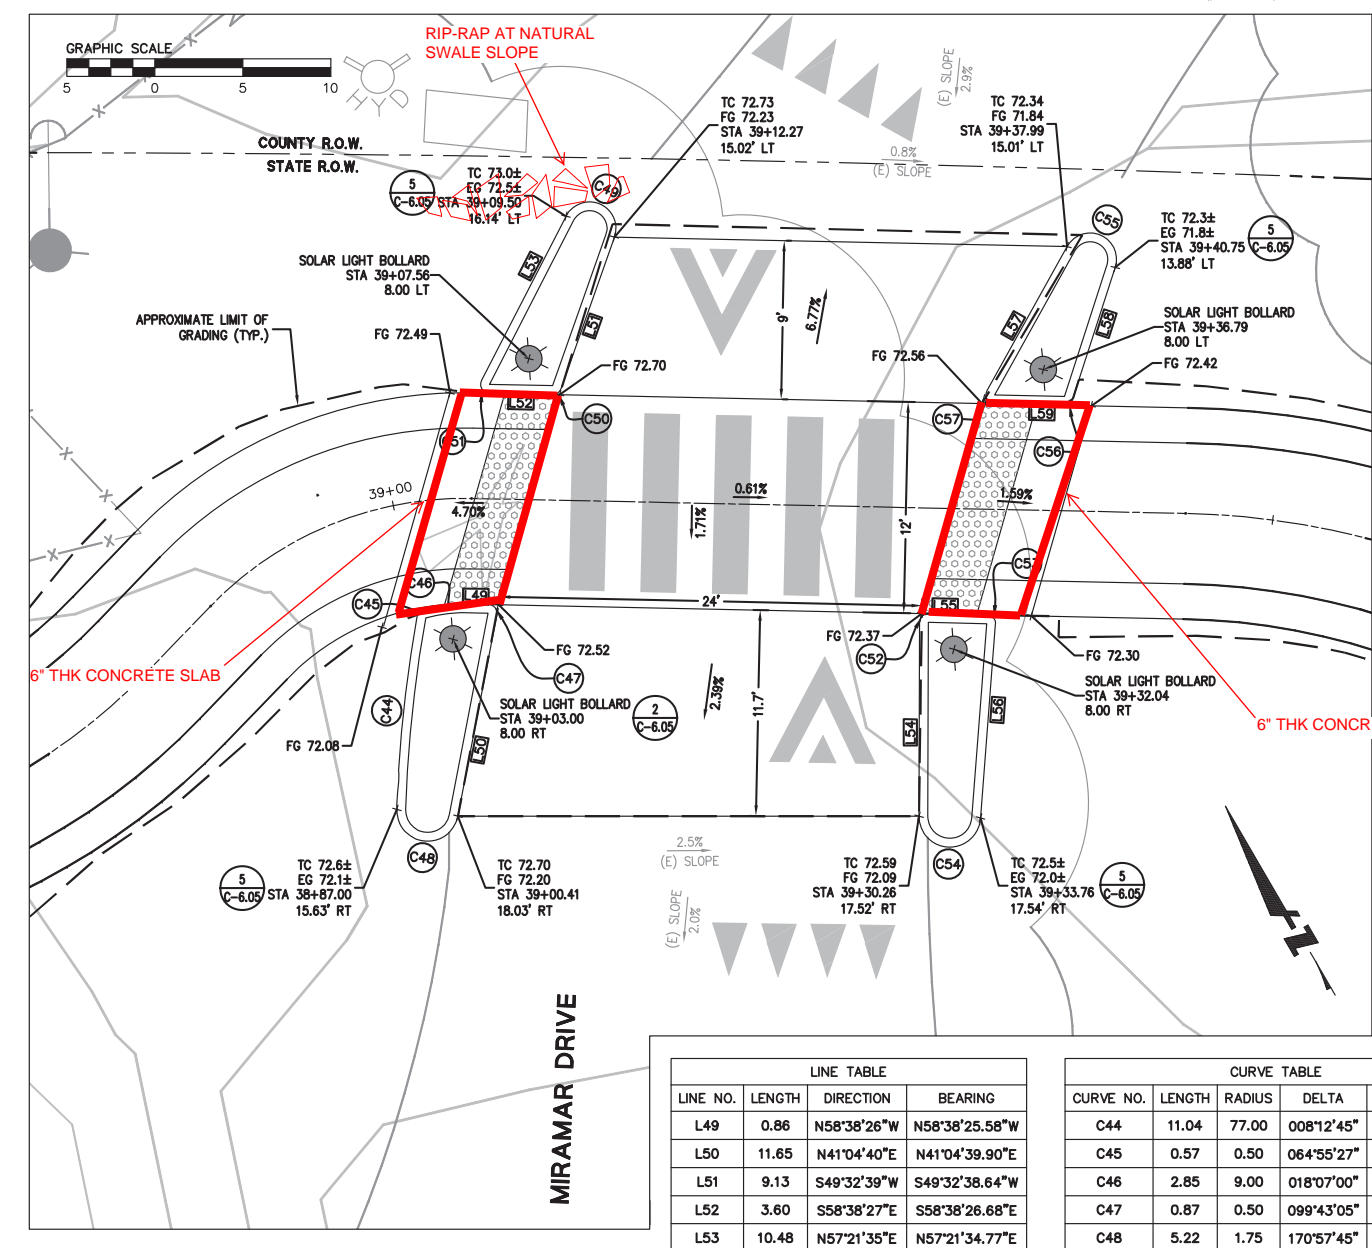 RIP-RAP AT NATURAL
SWALE SLOPE
GRAPHIC SCALE
5 0 5 10
HYD
COUNTY R.O.W.
STATE R.O.W.
(E) SLOPE
2.9%
0.8%
(E) SLOPE
TC 72.73
FG 72.23
STA 39+12.27
15.02' LT
TC 72.34
FG 71.84
STA 39+37.99
15.01' LT
5
C-6.05
TC 73.0±
EG 72.5±
STA 39+09.50
16.14' LT
C49
C55
TC 72.3±
EG 71.8±
STA 39+40.75
13.88' LT
5
C-6.05
SOLAR LIGHT BOLLARD
STA 39+07.56
8.00 LT
L53
L51
9'
6.77%
L57
L58
SOLAR LIGHT BOLLARD
STA 39+36.79
8.00 LT
APPROXIMATE LIMIT OF
GRADING (TYP.)
FG 72.49
FG 72.70
FG 72.56
FG 72.42
L52
C50
C51
C57
L59
C56
39+00
4.70%
0.61%
1.71%
12'
1.59%
C46
C45
L49
24'
L55
C53
6" THK CONCRETE SLAB
FG 72.52
C47
FG 72.37
C52
FG 72.30
SOLAR LIGHT BOLLARD
STA 39+03.00
8.00 RT
2
C-6.05
2.39%
11.7'
SOLAR LIGHT BOLLARD
STA 39+32.04
8.00 RT
6" THK CONCR
C44
FG 72.08
L50
L54
L56
C48
C54
2.5%
(E) SLOPE
(E) SLOPE
2.0%
5
C-6.05
TC 72.6±
EG 72.1±
STA 38+87.00
15.63' RT
TC 72.70
FG 72.20
STA 39+00.41
18.03' RT
TC 72.59
FG 72.09
STA 39+30.26
17.52' RT
TC 72.5±
EG 72.0±
STA 39+33.76
17.54' RT
5
C-6.05
MIRAMAR DRIVE
LINE TABLE
LINE NO. LENGTH DIRECTION BEARING
L49 0.86 N58°38'26"W N58°38'25.58"W
L50 11.65 N41°04'40"E N41°04'39.90"E
L51 9.13 S49°32'39"W S49°32'38.64"W
L52 3.60 S58°38'27"E S58°38'26.68"E
L53 10.48 N57°21'35"E N57°21'34.77"E
CURVE TABLE
CURVE NO. LENGTH RADIUS DELTA
C44 11.04 77.00 008°12'45"
C45 0.57 0.50 064°55'27"
C46 2.85 9.00 018°07'00"
C47 0.87 0.50 099°43'05"
C48 5.22 1.75 170°57'45"